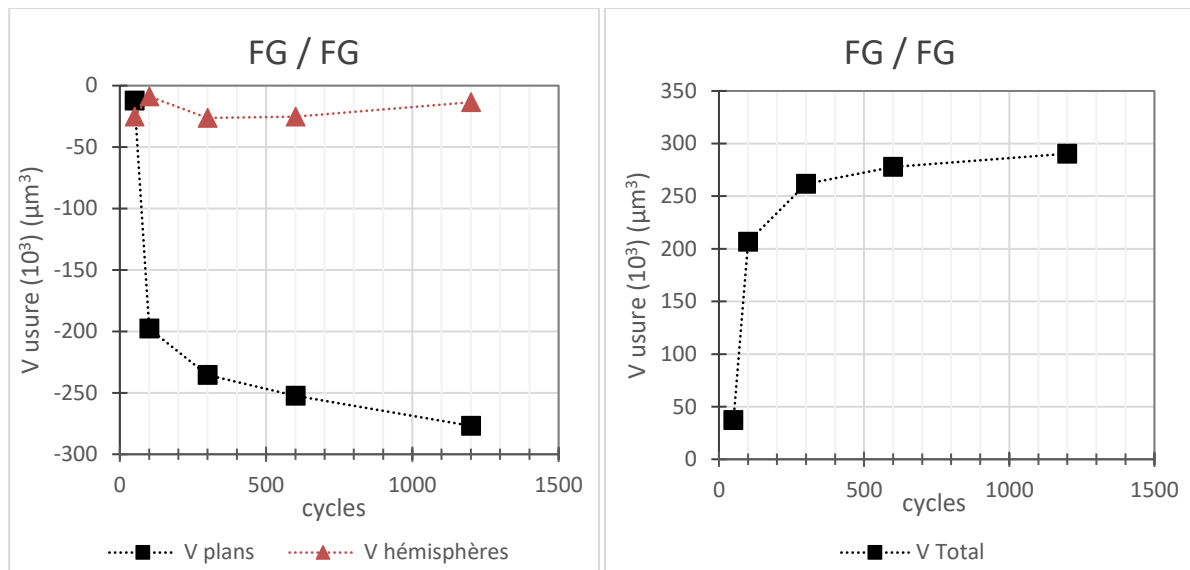 FG / FG
0
-50
-100
-150
-200
-250
-300
V usure (10³) (µm³)
0 500 1000 1500
cycles
V plans V hémisphères
FG / FG
350
300
250
200
150
100
50
0
V usure (10³) (µm³)
0 500 1000 1500
cycles
V Total